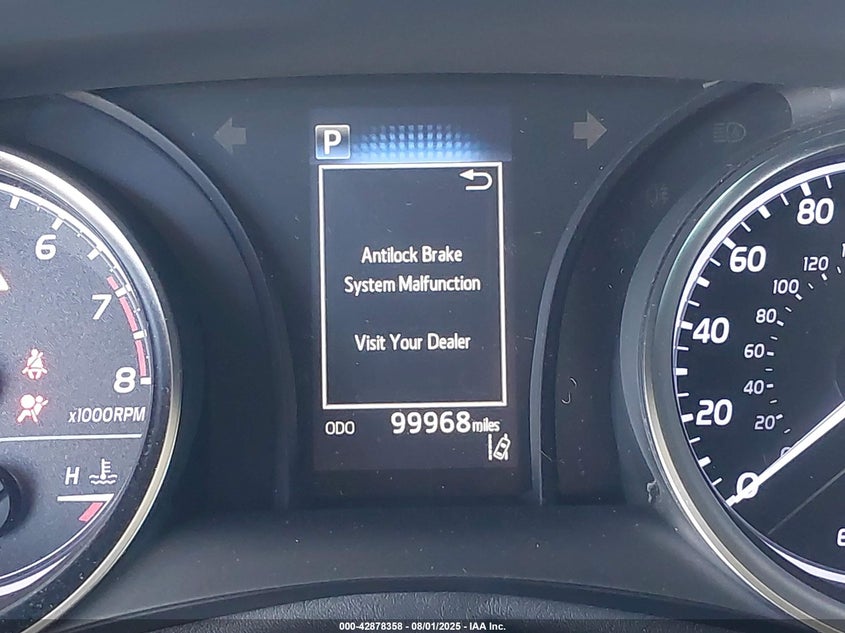 P
Antilock Brake
System Malfunction
Visit Your Dealer
ODO 99968 miles
6
7
8
x1000RPM
H
80
60
40
20
0
120
100
80
60
40
20
000-42878358 - 08/01/2025 - IAA Inc.